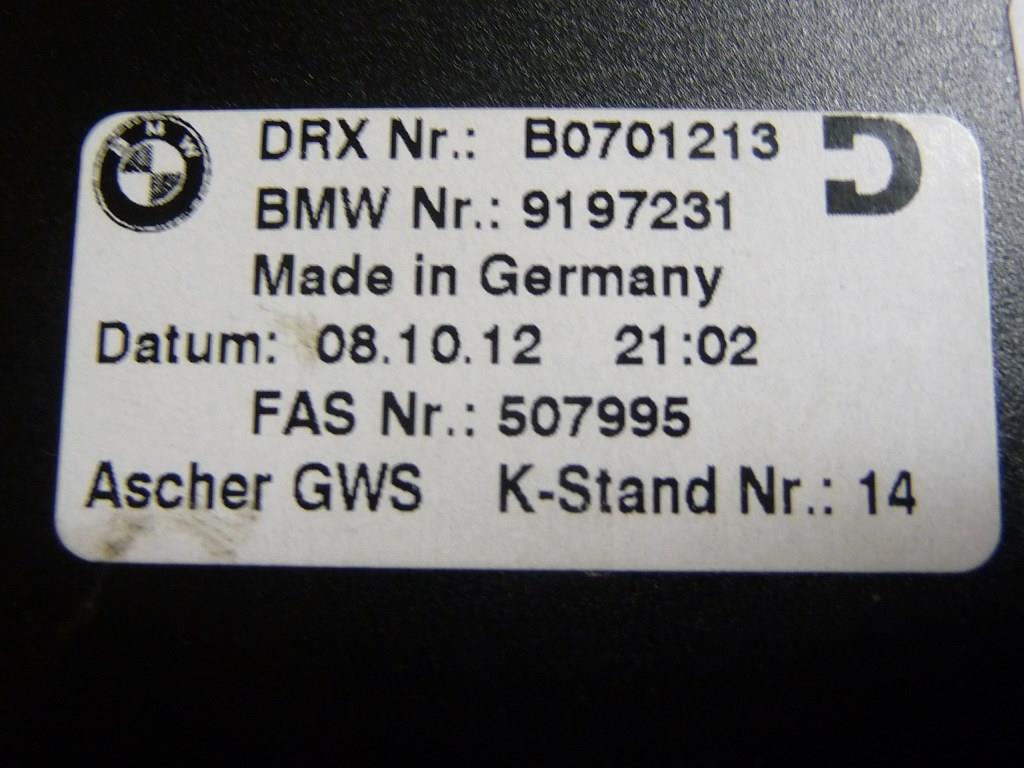 BMW
DRX Nr.: B0701213
BMW Nr.: 9197231
Made in Germany
Datum: 08.10.12 21:02
FAS Nr.: 507995
Ascher GWS K-Stand Nr.: 14